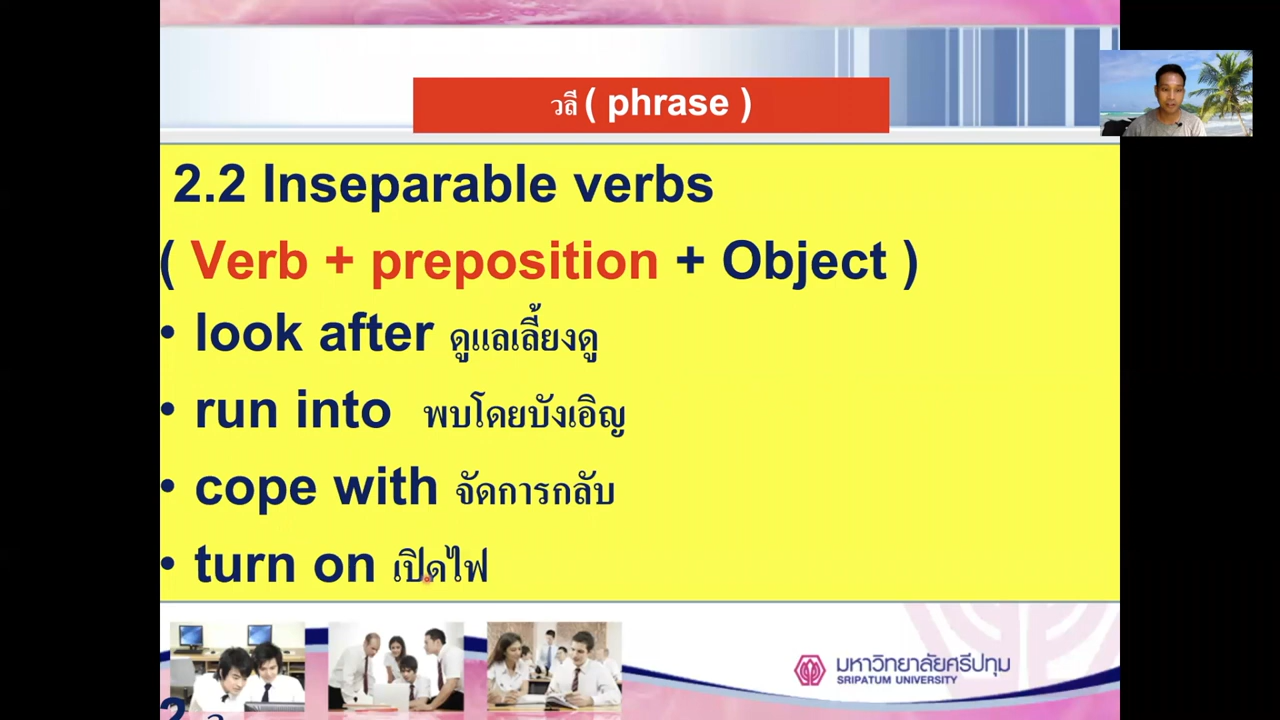 วลี ( phrase )
2.2 Inseparable verbs
( Verb + preposition + Object )
• look after ดูแลเลี้ยงดู
• run into พบโดยบังเอิญ
• cope with จัดการกลับ
• turn on เปิดไฟ
มหาวิทยาลัยศรีปทุม
SRIPATUM UNIVERSITY